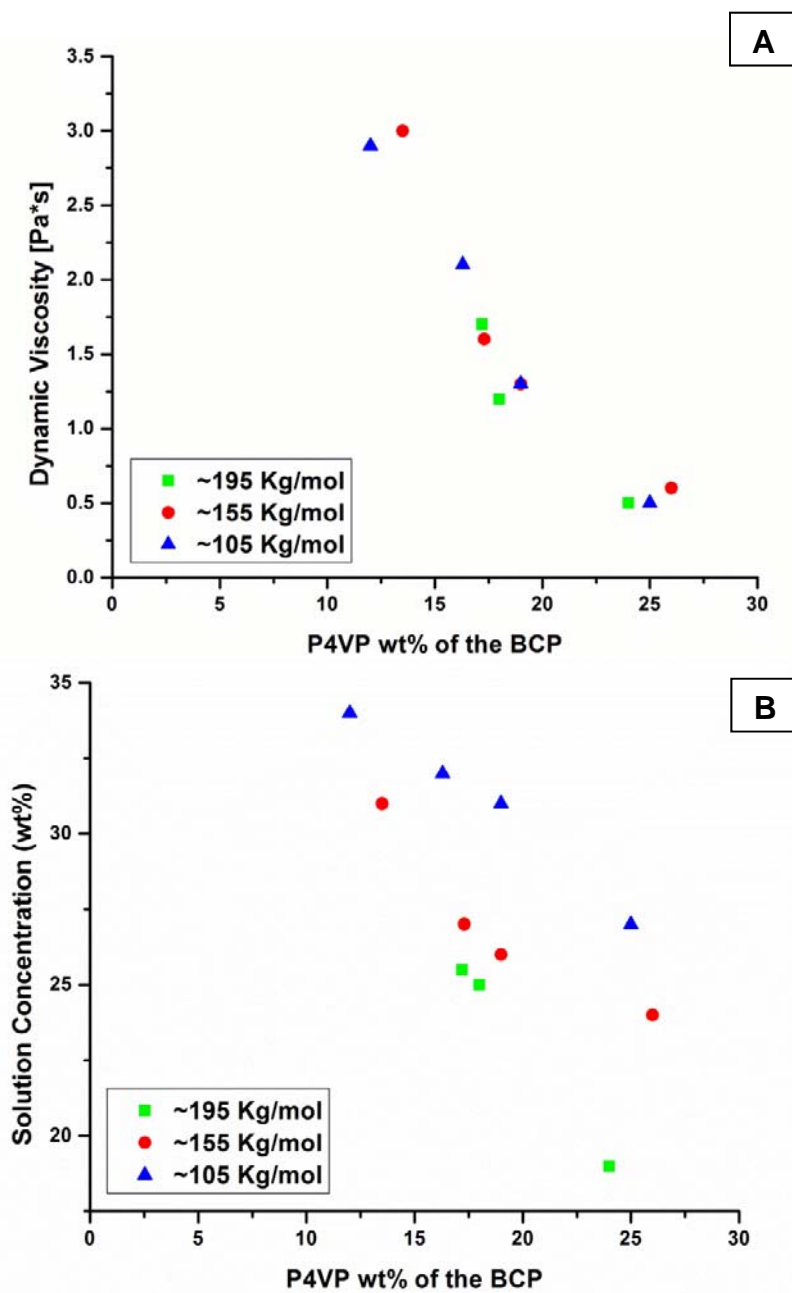 A
3.5
3.0
2.5
2.0
1.5
1.0
0.5
0.0
Dynamic Viscosity [Pa*s]
~195 Kg/mol
~155 Kg/mol
~105 Kg/mol
0 5 10 15 20 25 30
P4VP wt% of the BCP
B
35
30
25
20
Solution Concentration (wt%)
~195 Kg/mol
~155 Kg/mol
~105 Kg/mol
0 5 10 15 20 25 30
P4VP wt% of the BCP